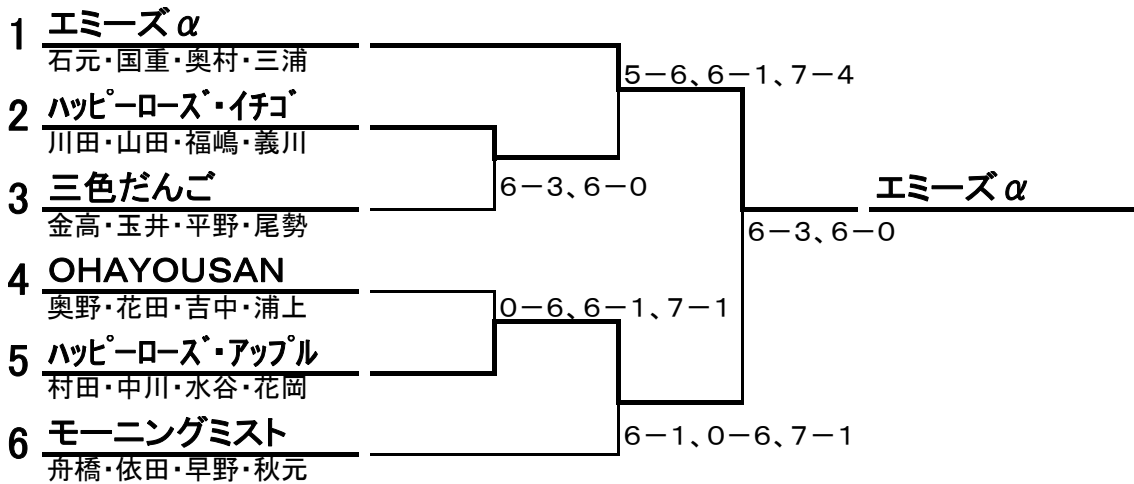 1 エミーズα
石元・国重・奥村・三浦
5－6、6－1、7－4
2 ハッピーローズ・イチゴ
川田・山田・福嶋・義川
3 三色だんご
6－3、6－0
エミーズα
金高・玉井・平野・尾勢
6－3、6－0
4 OHAYOUSAN
奥野・花田・吉中・浦上
0－6、6－1、7－1
5 ハッピーローズ・アップル
村田・中川・水谷・花岡
6 モーニングミスト
6－1、0－6、7－1
舟橋・依田・早野・秋元